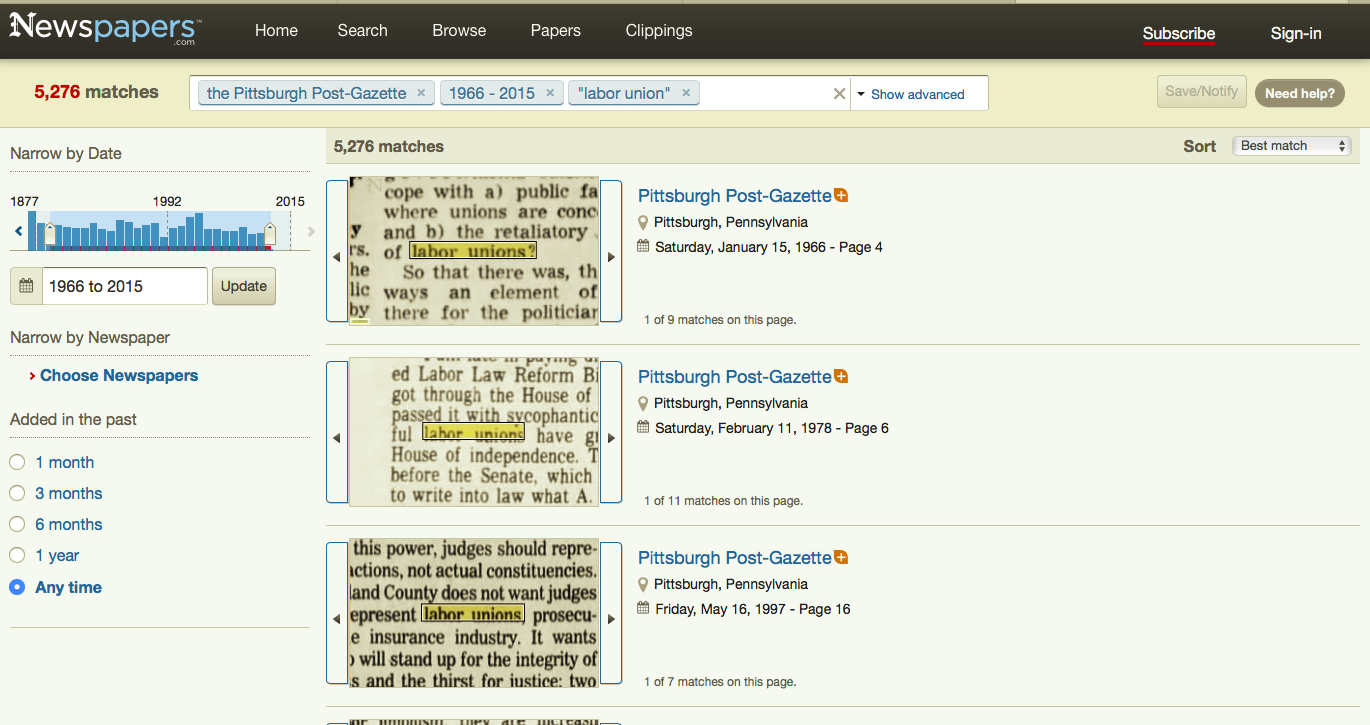 Newspapers™
.com
Home Search Browse Papers Clippings Subscribe Sign-in
5,276 matches
the Pittsburgh Post-Gazette × 1966 - 2015 × "labor union" × × Show advanced
Save/Notify Need help?
Narrow by Date
1877 1992 2015
1966 to 2015 Update
Narrow by Newspaper
Choose Newspapers
Added in the past
1 month
3 months
6 months
1 year
Any time
5,276 matches Sort Best match
cope with a) public fa
where unions are conc
y and b) the retaliatory
rs. of labor unions?
he So that there was, th
lic ways an element of
by there for the politician
Pittsburgh Post-Gazette
Pittsburgh, Pennsylvania
Saturday, January 15, 1966 - Page 4
1 of 9 matches on this page.
ed Labor Law Reform Bi
got through the House of
passed it with sycophantic
ful labor unions have gr
House of independence. T
before the Senate, which
to write into law what A.
Pittsburgh Post-Gazette
Pittsburgh, Pennsylvania
Saturday, February 11, 1978 - Page 6
1 of 11 matches on this page.
this power, judges should repre-
actions, not actual constituencies.
land County does not want judges
epresent labor unions, prosecu-
e insurance industry. It wants
o will stand up for the integrity of
s and the thirst for justice: two
Pittsburgh Post-Gazette
Pittsburgh, Pennsylvania
Friday, May 16, 1997 - Page 16
1 of 7 matches on this page.